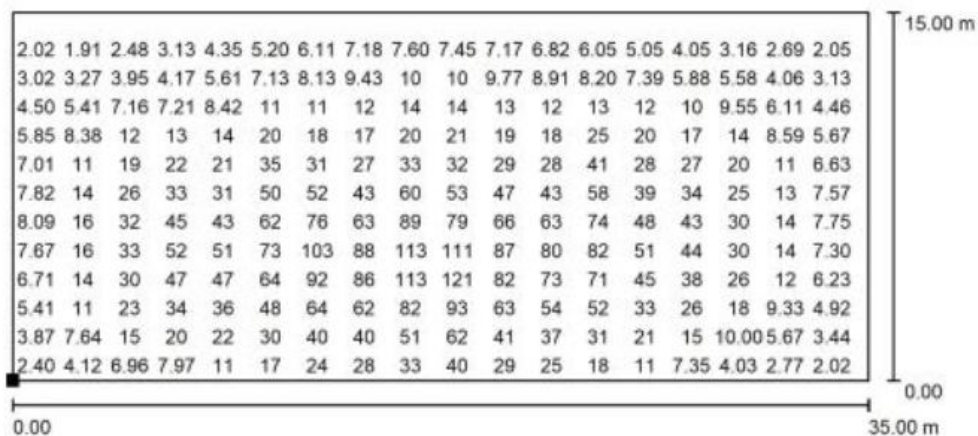 15.00 m
2.02 1.91 2.48 3.13 4.35 5.20 6.11 7.18 7.60 7.45 7.17 6.82 6.05 5.05 4.05 3.16 2.69 2.05
3.02 3.27 3.95 4.17 5.61 7.13 8.13 9.43 10 10 9.77 8.91 8.20 7.39 5.88 5.58 4.06 3.13
4.50 5.41 7.16 7.21 8.42 11 11 12 14 14 13 12 13 12 10 9.55 6.11 4.46
5.85 8.38 12 13 14 20 18 17 20 21 19 18 25 20 17 14 8.59 5.67
7.01 11 19 22 21 35 31 27 33 32 29 28 41 28 27 20 11 6.63
7.82 14 26 33 31 50 52 43 60 53 47 43 58 39 34 25 13 7.57
8.09 16 32 45 43 62 76 63 89 79 66 63 74 48 43 30 14 7.75
7.67 16 33 52 51 73 103 88 113 111 87 80 82 51 44 30 14 7.30
6.71 14 30 47 47 64 92 86 113 121 82 73 71 45 38 26 12 6.23
5.41 11 23 34 36 48 64 62 82 93 63 54 52 33 26 18 9.33 4.92
3.87 7.64 15 20 22 30 40 40 51 62 41 37 31 21 15 10.00 5.67 3.44
2.40 4.12 6.96 7.97 11 17 24 28 33 40 29 25 18 11 7.35 4.03 2.77 2.02
0.00
0.00 35.00 m